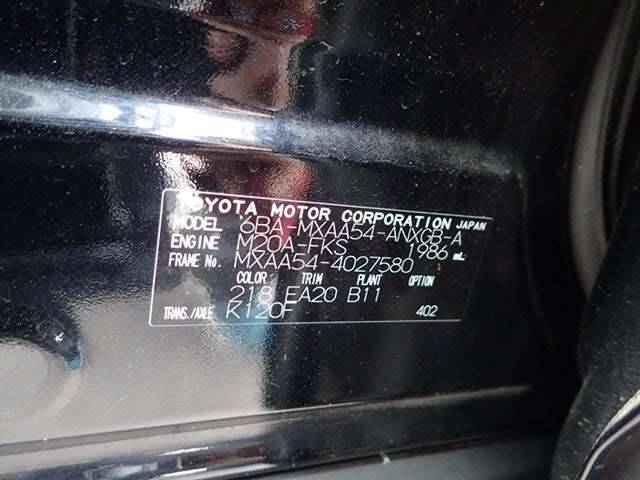 TOYOTA MOTOR CORPORATION JAPAN
MODEL 6BA-MXAA54-ANXGB-A
ENGINE M20A-FKS 1986 mL
FRAME No. MXAA54-4027580
COLOR TRIM PLANT OPTION
218 EA20 B11
TRANS./AXLE K120F 402